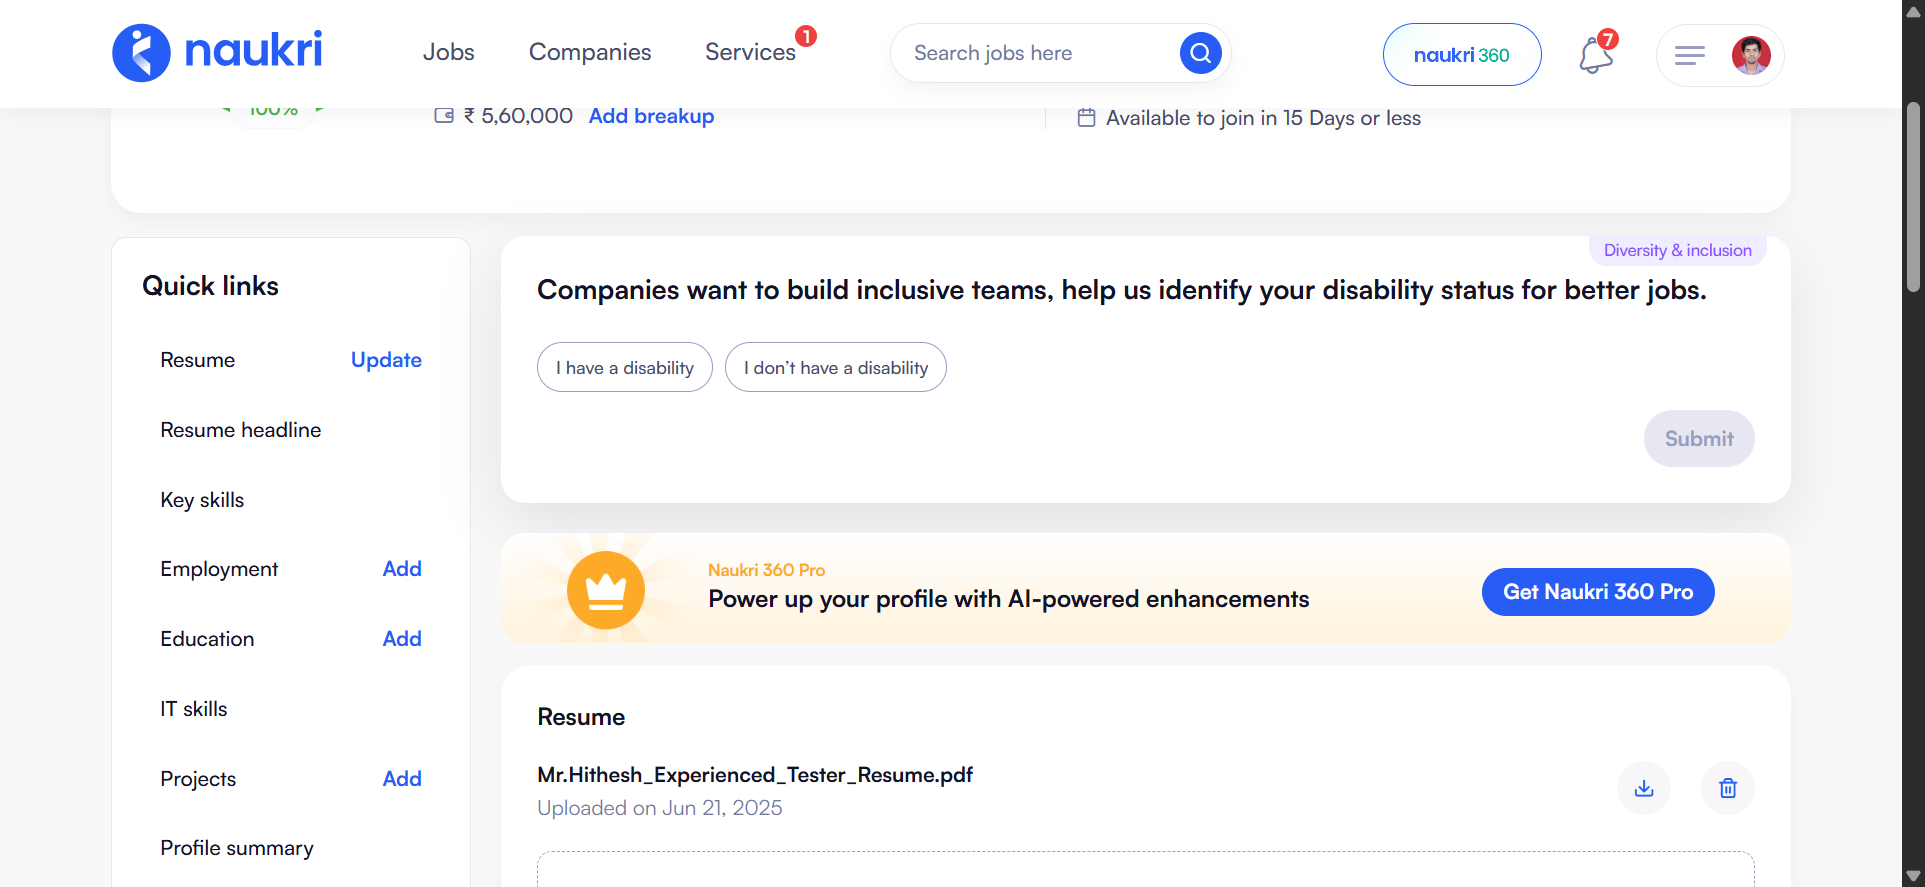 naukri
Jobs
Companies
Services
1
Search jobs here
naukri 360
7
100%
₹ 5,60,000 Add breakup
Available to join in 15 Days or less
Quick links
Resume Update
Resume headline
Key skills
Employment Add
Education Add
IT skills
Projects Add
Profile summary
Diversity & inclusion
Companies want to build inclusive teams, help us identify your disability status for better jobs.
I have a disability
I don't have a disability
Submit
Naukri 360 Pro
Power up your profile with AI-powered enhancements
Get Naukri 360 Pro
Resume
Mr.Hithesh_Experienced_Tester_Resume.pdf
Uploaded on Jun 21, 2025